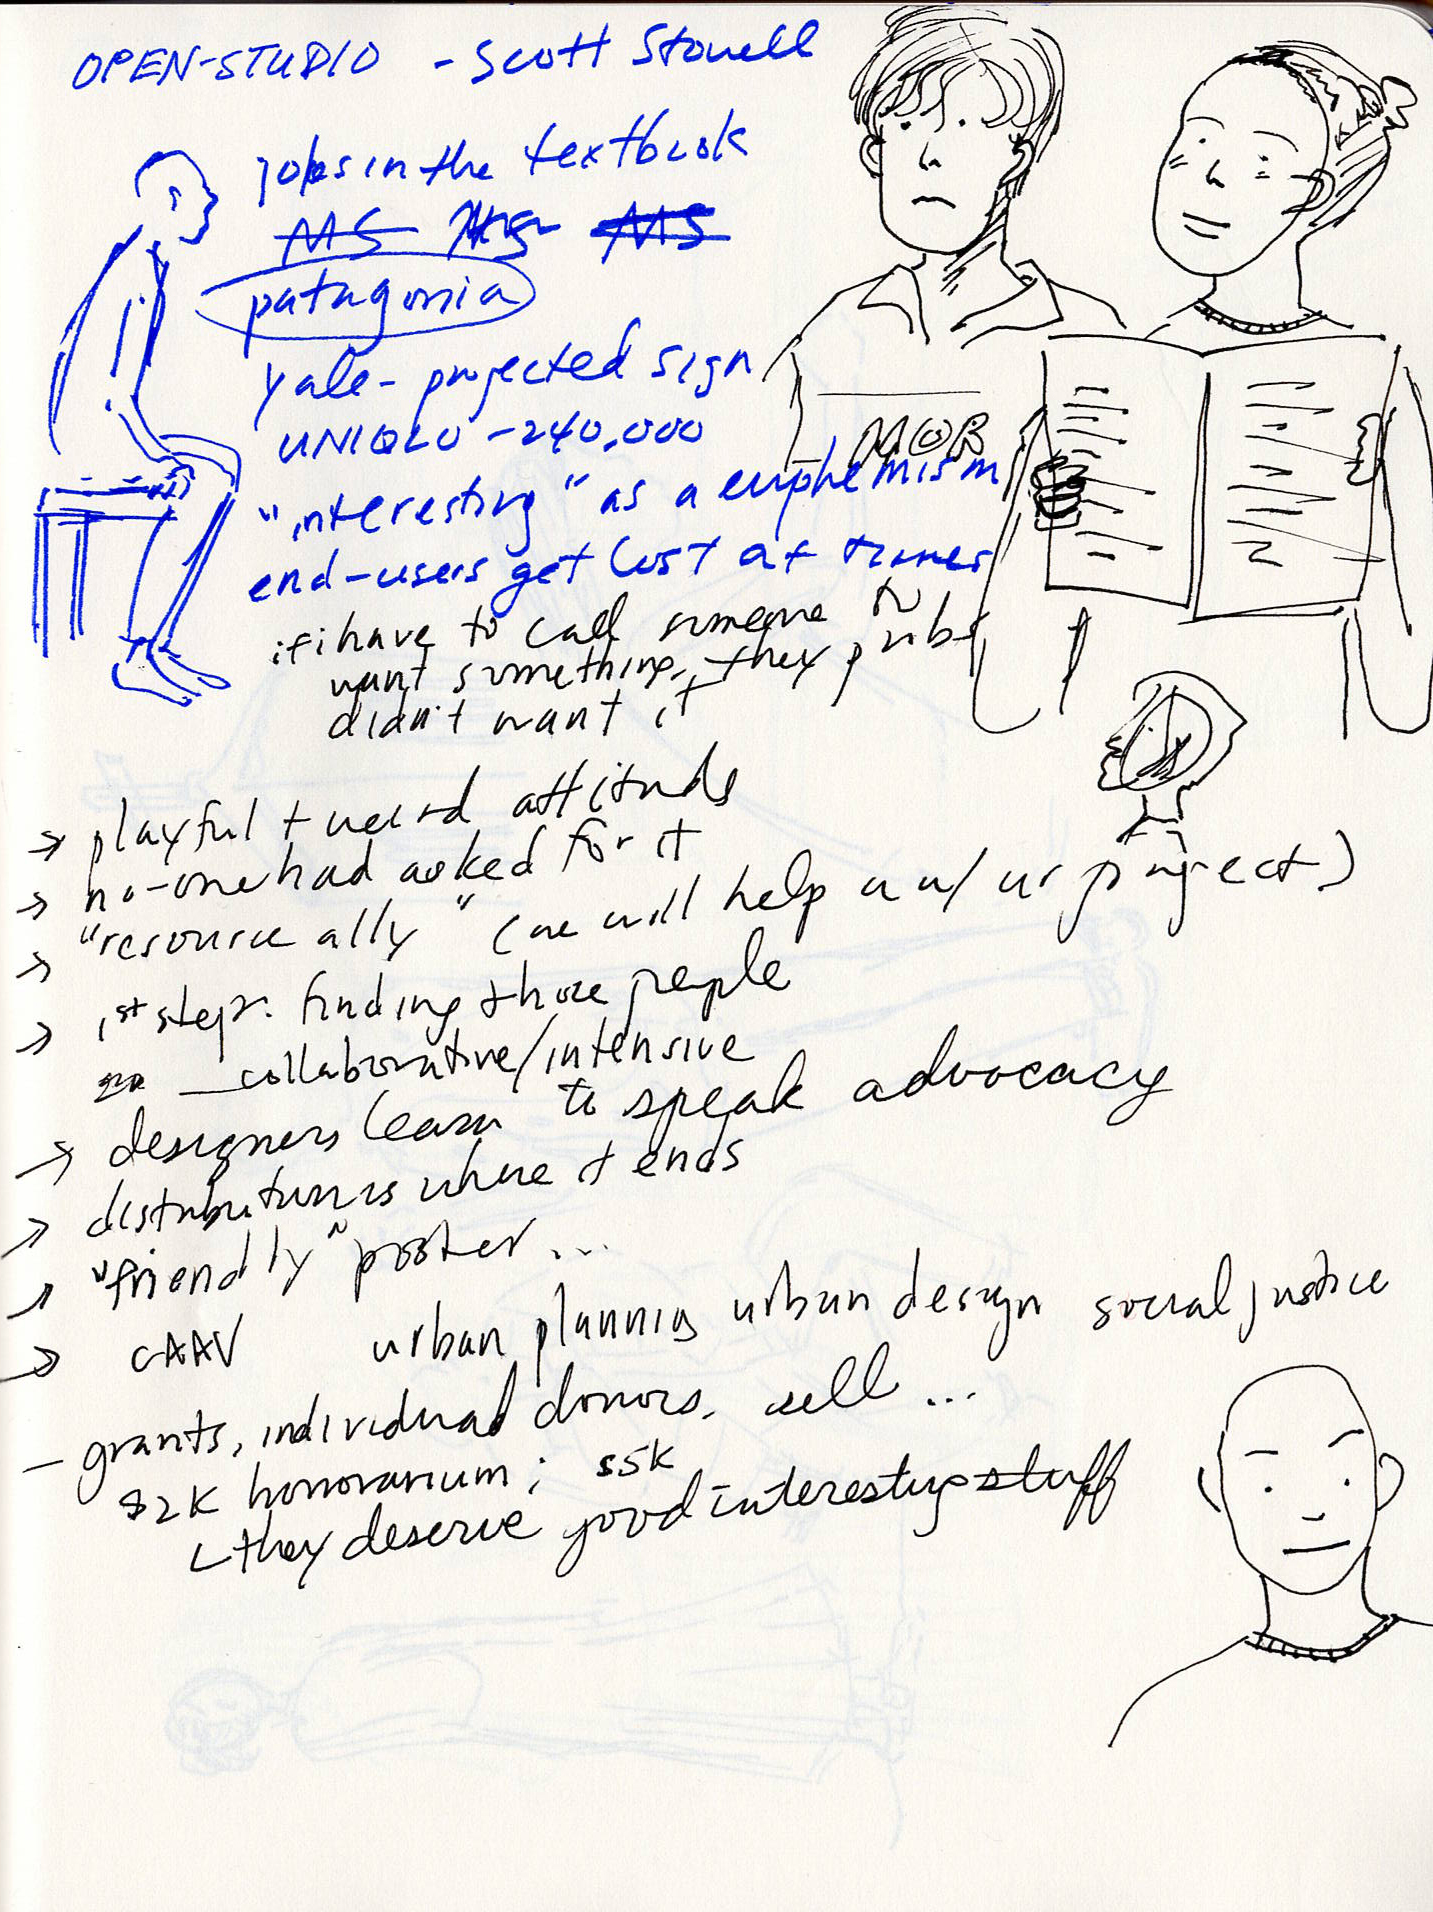 OPEN-STUDIO - Scott Stowell
jobs in the textbook
MS MS MS
patagonia
yale - projected sign
UNIQLO - 240,000
MOR
"interesting" as a euphemism
end-users get lost at times
if i have to call someone to
want something, they probs
didn't want it
→ playful + weird attitude
→ no-one had asked for it
→ "resource ally" (we will help u w/ ur project)
→ 1st step: finding those people
collaborative/intensive
→ designers learn to speak advocacy
→ distribution is where it ends
→ "friendly" poster ...
→ CAAV urban planning urban design social justice
- grants, individual donors, sell ...
$2K honorarium; $5K
they deserve good interesting stuff